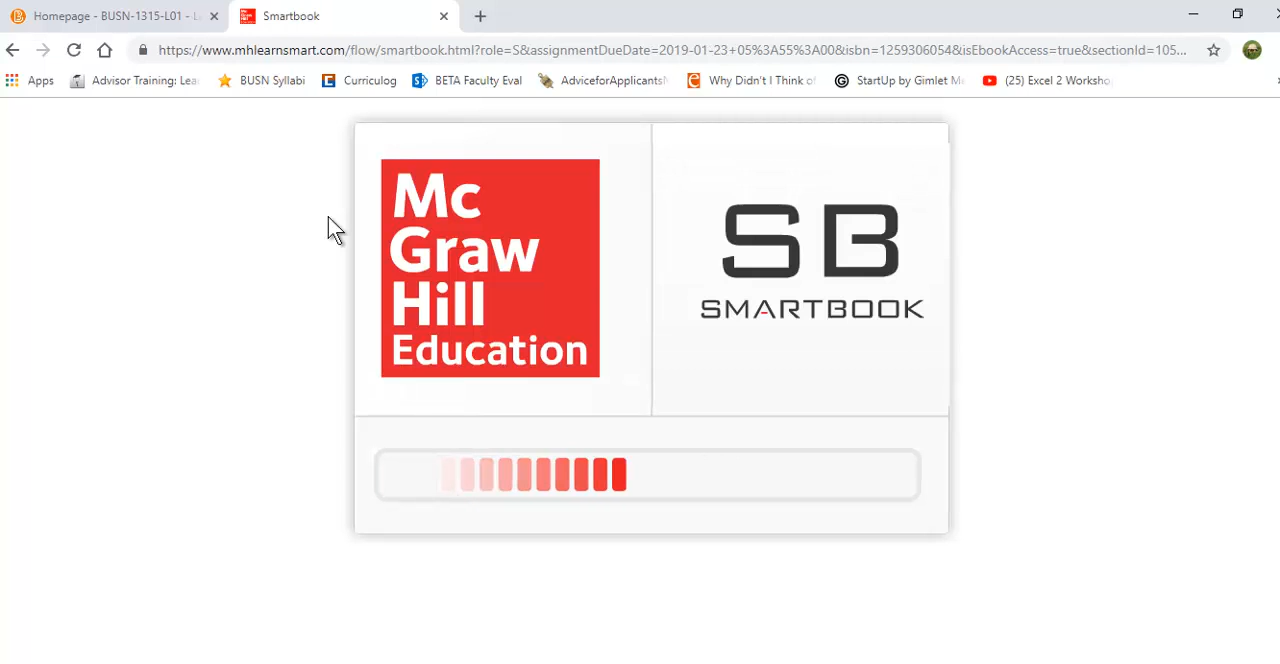 Homepage - BUSN-1315-L01 - L
Smartbook
https://www.mhlearnsmart.com/flow/smartbook.html?role=S&assignmentDueDate=2019-01-23+05%3A55%3A00&isbn=1259306054&isEbookAccess=true&sectionId=105...
Apps Advisor Training: Lea BUSN Syllabi Curriculog BETA Faculty Eval AdviceforApplicants Why Didn't I Think of StartUp by Gimlet Me (25) Excel 2 Workshop
Mc
Graw
Hill
Education
SB
SMARTBOOK